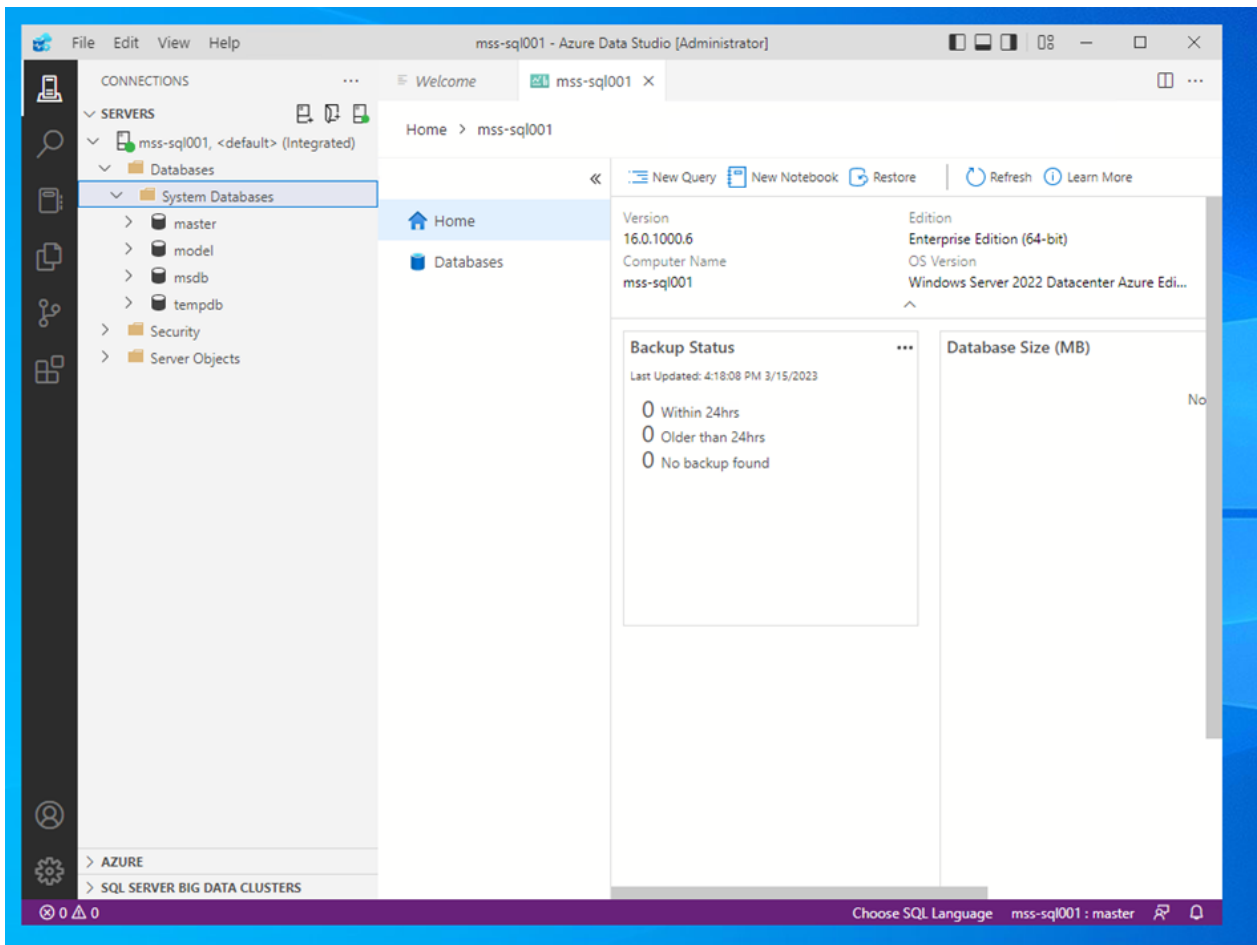 File Edit View Help mss-sql001 - Azure Data Studio [Administrator]
CONNECTIONS
SERVERS
mss-sql001, <default> (Integrated)
Databases
System Databases
master
model
msdb
tempdb
Security
Server Objects
AZURE
SQL SERVER BIG DATA CLUSTERS
Welcome mss-sql001
Home > mss-sql001
Home
Databases
New Query New Notebook Restore Refresh Learn More
Version
16.0.1000.6
Computer Name
mss-sql001
Edition
Enterprise Edition (64-bit)
OS Version
Windows Server 2022 Datacenter Azure Edi...
Backup Status
Last Updated: 4:18:08 PM 3/15/2023
0 Within 24hrs
0 Older than 24hrs
0 No backup found
Database Size (MB)
No
0 0 Choose SQL Language mss-sql001 : master